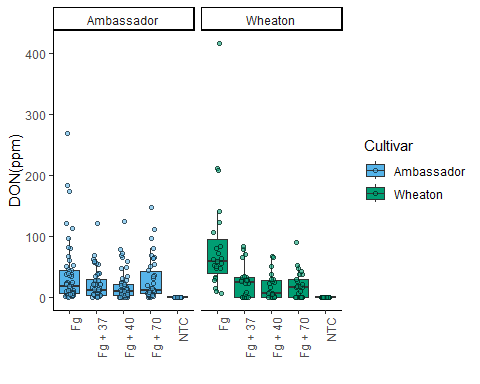 Ambassador
Wheaton
DON(ppm)
400
300
200
100
0
Fg
Fg + 37
Fg + 40
Fg + 70
NTC
Fg
Fg + 37
Fg + 40
Fg + 70
NTC
Cultivar
Ambassador
Wheaton